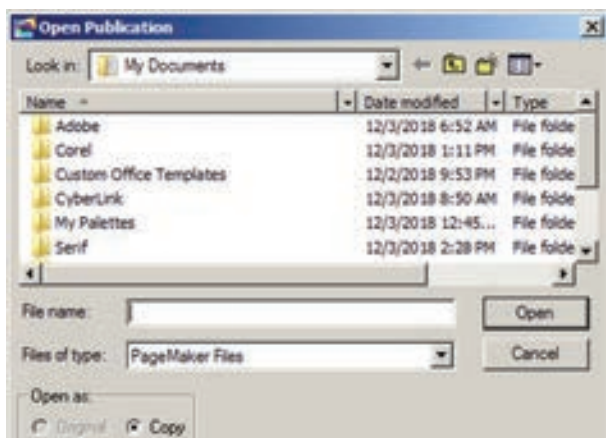 Open Publication
Look in: My Documents
Name Date modified Type
Adobe 12/3/2018 6:52 AM File folde
Corel 12/3/2018 1:11 PM File folde
Custom Office Templates 12/2/2018 9:53 PM File folde
CyberLink 12/3/2018 8:50 AM File folde
My Palettes 12/3/2018 12:45... File folde
Serif 12/3/2018 2:28 PM File folde
File name: Open
Files of type: PageMaker Files Cancel
Open as:
Original Copy